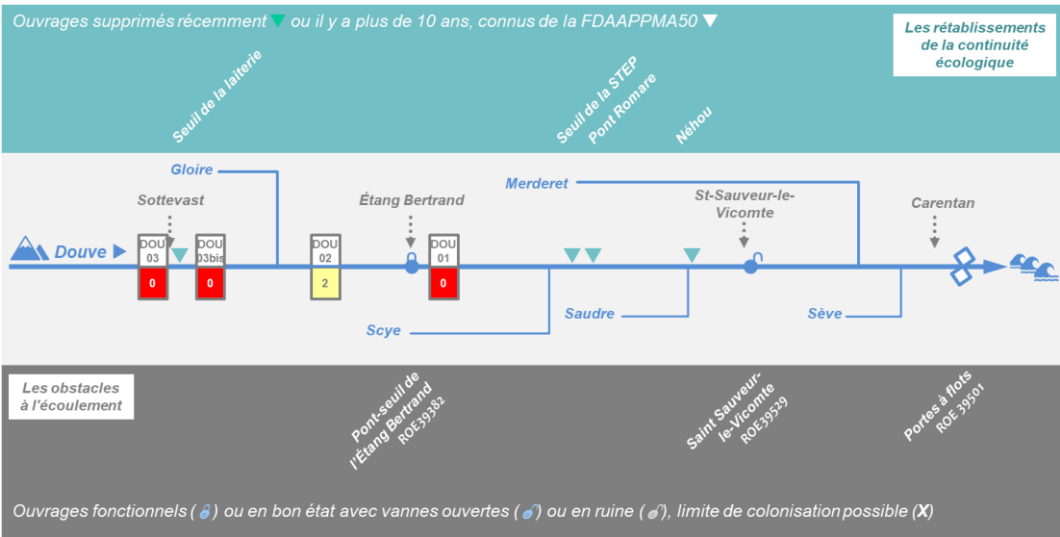 Ouvrages supprimés récemment ▼ ou il y a plus de 10 ans, connus de la FDAAPPMA50 ▼
Les rétablissements
de la continuité
écologique
Seuil de la laiterie
Seuil de la STEP
Pont Romare
Néhou
Gloire
Merderet
Sottevast
Étang Bertrand
St-Sauveur-le-
Vicomte
Carentan
Douve
DOU
03
0
DOU
03bis
0
DOU
02
2
DOU
01
0
Scye
Saudre
Sève
Les obstacles
à l'écoulement
Pont-seuil de
l'Étang Bertrand
ROE39382
Saint Sauveur-
le-Vicomte
ROE39529
Portes à flots
ROE 39501
Ouvrages fonctionnels ( ) ou en bon état avec vannes ouvertes ( ) ou en ruine ( ), limite de colonisation possible (X)